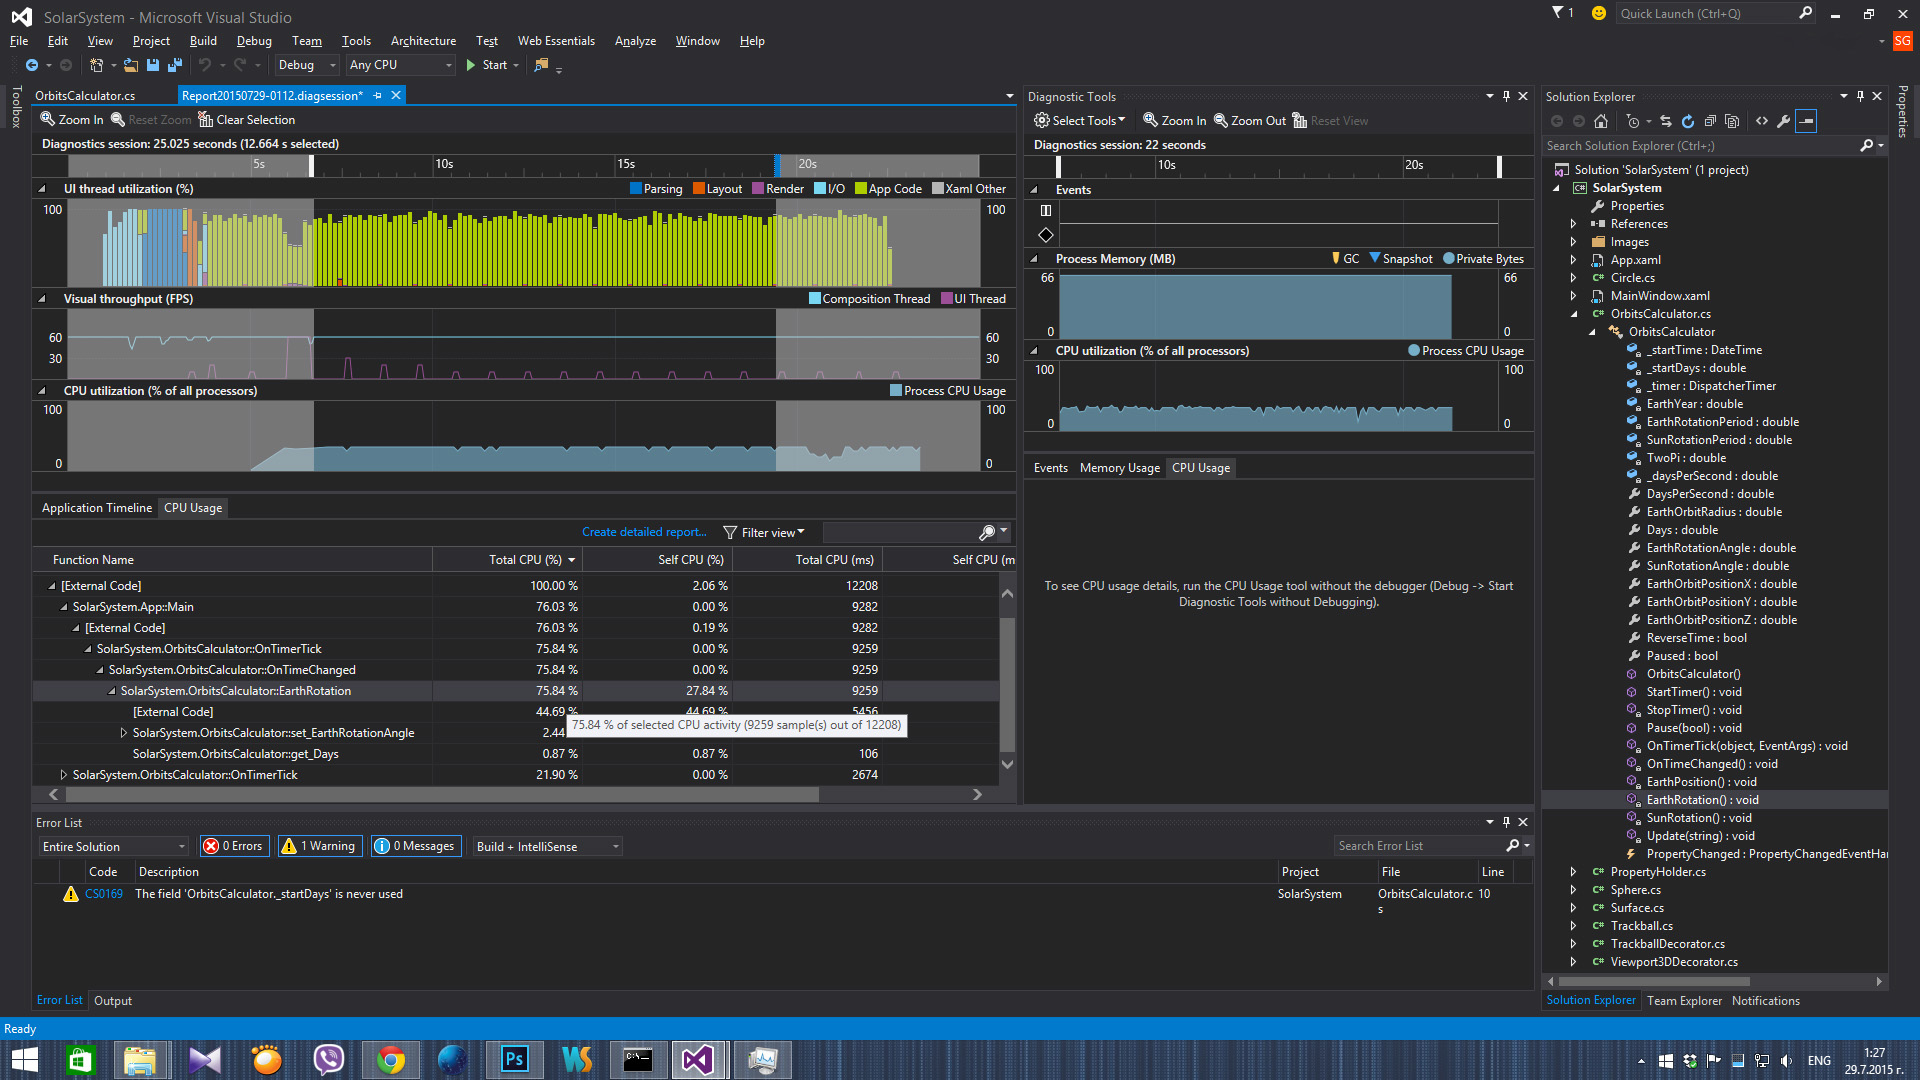 SolarSystem - Microsoft Visual Studio
1
Quick Launch (Ctrl+Q)
File Edit View Project Build Debug Team Tools Architecture Test Web Essentials Analyze Window Help
SG
Debug Any CPU Start
Toolbox
OrbitsCalculator.cs Report20150729-0112.diagsession*
Zoom In Reset Zoom Clear Selection
Diagnostics session: 25.025 seconds (12.664 s selected)
5s 10s 15s 20s
UI thread utilization (%) Parsing Layout Render I/O App Code Xaml Other
100 100
Visual throughput (FPS) Composition Thread UI Thread
60 60
30 30
CPU utilization (% of all processors) Process CPU Usage
100 100
0 0
Application Timeline CPU Usage
Create detailed report... Filter view
Function Name Total CPU (%) Self CPU (%) Total CPU (ms) Self CPU (m
[External Code] 100.00 % 2.06 % 12208
SolarSystem.App::Main 76.03 % 0.00 % 9282
[External Code] 76.03 % 0.19 % 9282
SolarSystem.OrbitsCalculator::OnTimerTick 75.84 % 0.00 % 9259
SolarSystem.OrbitsCalculator::OnTimeChanged 75.84 % 0.00 % 9259
SolarSystem.OrbitsCalculator::EarthRotation 75.84 % 27.84 % 9259
[External Code] 44.69 % 44.69 % 5456
75.84 % of selected CPU activity (9259 sample(s) out of 12208)
SolarSystem.OrbitsCalculator::set_EarthRotationAngle 2.44
SolarSystem.OrbitsCalculator::get_Days 0.87 % 0.87 % 106
SolarSystem.OrbitsCalculator::OnTimerTick 21.90 % 0.00 % 2674
Diagnostic Tools
Select Tools Zoom In Zoom Out Reset View
Diagnostics session: 22 seconds
10s 20s
Events
Process Memory (MB) GC Snapshot Private Bytes
66 66
0 0
CPU utilization (% of all processors) Process CPU Usage
100 100
0 0
Events Memory Usage CPU Usage
To see CPU usage details, run the CPU Usage tool without the debugger (Debug -> Start
Diagnostic Tools without Debugging).
Solution Explorer
Search Solution Explorer (Ctrl+;)
Solution 'SolarSystem' (1 project)
SolarSystem
Properties
References
Images
App.xaml
Circle.cs
MainWindow.xaml
OrbitsCalculator.cs
OrbitsCalculator
_startTime : DateTime
_startDays : double
_timer : DispatcherTimer
EarthYear : double
EarthRotationPeriod : double
SunRotationPeriod : double
TwoPi : double
_daysPerSecond : double
DaysPerSecond : double
EarthOrbitRadius : double
Days : double
EarthRotationAngle : double
SunRotationAngle : double
EarthOrbitPositionX : double
EarthOrbitPositionY : double
EarthOrbitPositionZ : double
ReverseTime : bool
Paused : bool
OrbitsCalculator()
StartTimer() : void
StopTimer() : void
Pause(bool) : void
OnTimerTick(object, EventArgs) : void
OnTimeChanged() : void
EarthPosition() : void
EarthRotation() : void
SunRotation() : void
Update(string) : void
PropertyChanged : PropertyChangedEventHan
PropertyHolder.cs
Sphere.cs
Surface.cs
Trackball.cs
TrackballDecorator.cs
Viewport3DDecorator.cs
Solution Explorer Team Explorer Notifications
Properties
Error List
Entire Solution 0 Errors 1 Warning 0 Messages Build + IntelliSense Search Error List
Code Description Project File Line
CS0169 The field 'OrbitsCalculator._startDays' is never used SolarSystem OrbitsCalculator.c 10
s
Error List Output
Ready
Ps
ENG
1:27
29.7.2015 г.